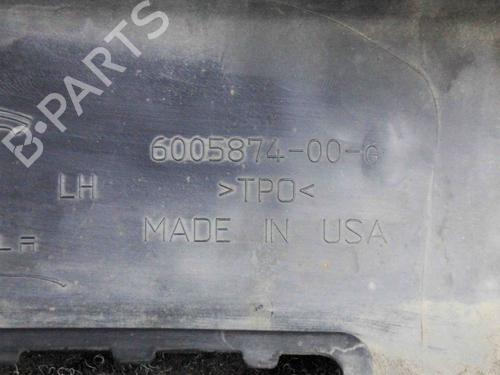 B-PARTS
6005874-00-G
LH
>TPO<
MADE IN USA